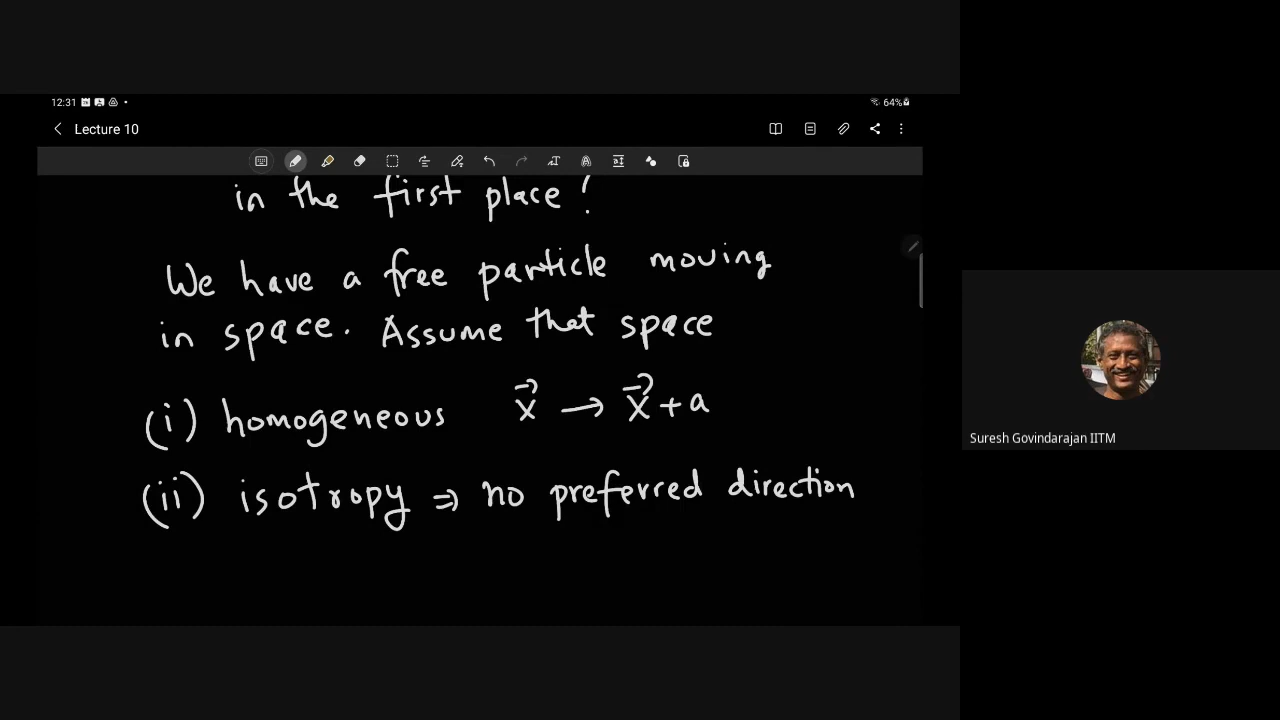 12:31
64%
Lecture 10
in the first place?
We have a free particle moving
in space. Assume that space
(i) homogeneous x⃗ → x⃗ + a
(ii) isotropy ⇒ no preferred direction
Suresh Govindarajan IITM